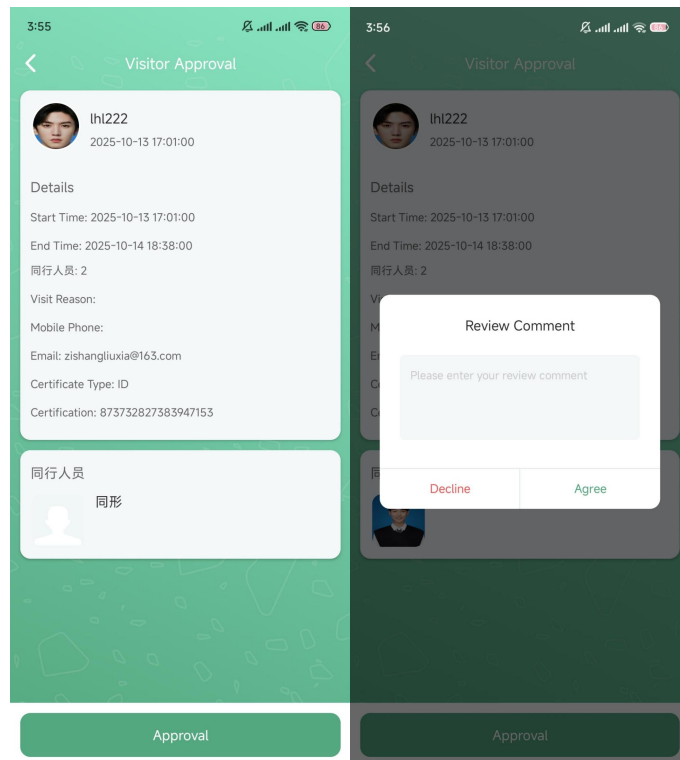 3:55
86
Visitor Approval
lhl222
2025-10-13 17:01:00
Details
Start Time: 2025-10-13 17:01:00
End Time: 2025-10-14 18:38:00
同行人员: 2
Visit Reason:
Mobile Phone:
Email: zishangliuxia@163.com
Certificate Type: ID
Certification: 873732827383947153
同行人员
同形
Approval
3:56
Visitor Approval
lhl222
2025-10-13 17:01:00
Details
Start Time: 2025-10-13 17:01:00
End Time: 2025-10-14 18:38:00
同行人员: 2
Review Comment
Please enter your review comment
Decline
Agree
Approval